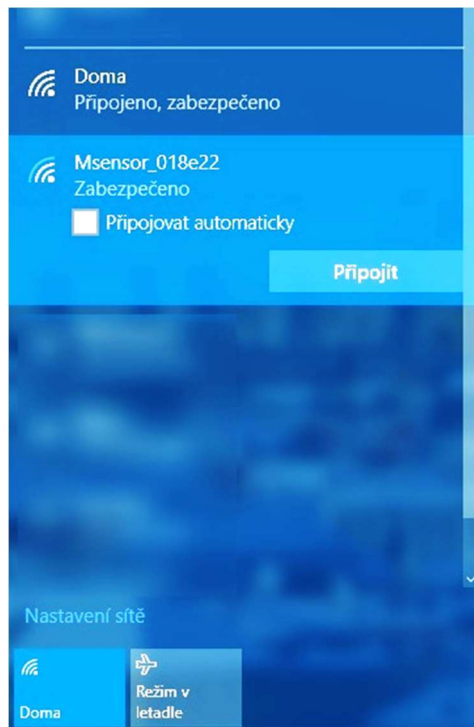 Doma
Připojeno, zabezpečeno
Msensor_018e22
Zabezpečeno
Připojovat automaticky
Připojit
Nastavení sítě
Doma
Režim v
letadle